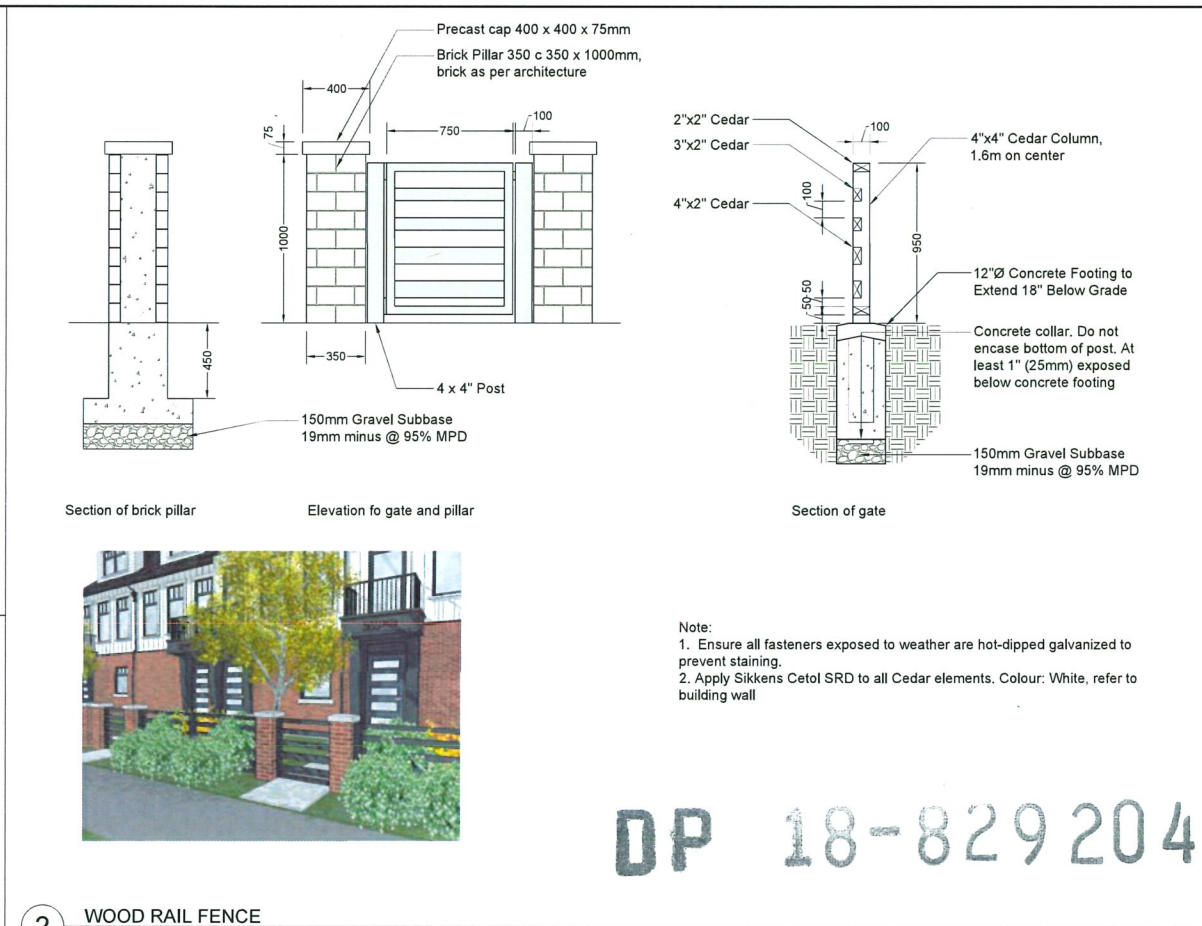 Precast cap 400 x 400 x 75mm
Brick Pillar 350 c 350 x 1000mm,
brick as per architecture
400
75
750
100
1000
350
450
4 x 4" Post
150mm Gravel Subbase
19mm minus @ 95% MPD
Section of brick pillar
Elevation fo gate and pillar
2"x2" Cedar
3"x2" Cedar
4"x2" Cedar
100
100
50 50
950
4"x4" Cedar Column,
1.6m on center
12"Ø Concrete Footing to
Extend 18" Below Grade
Concrete collar. Do not
encase bottom of post. At
least 1" (25mm) exposed
below concrete footing
150mm Gravel Subbase
19mm minus @ 95% MPD
Section of gate
Note:
1. Ensure all fasteners exposed to weather are hot-dipped galvanized to
prevent staining.
2. Apply Sikkens Cetol SRD to all Cedar elements. Colour: White, refer to
building wall
DP 18-829204
2 WOOD RAIL FENCE